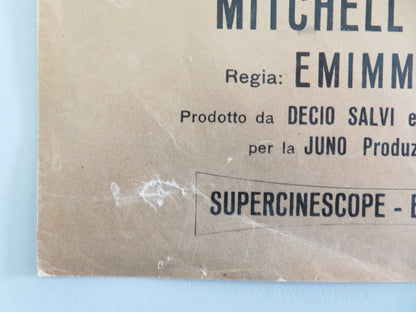 MITCHELL
Regia: EMIMM
Prodotto da DECIO SALVI e
per la JUNO Produz
SUPERCINESCOPE -